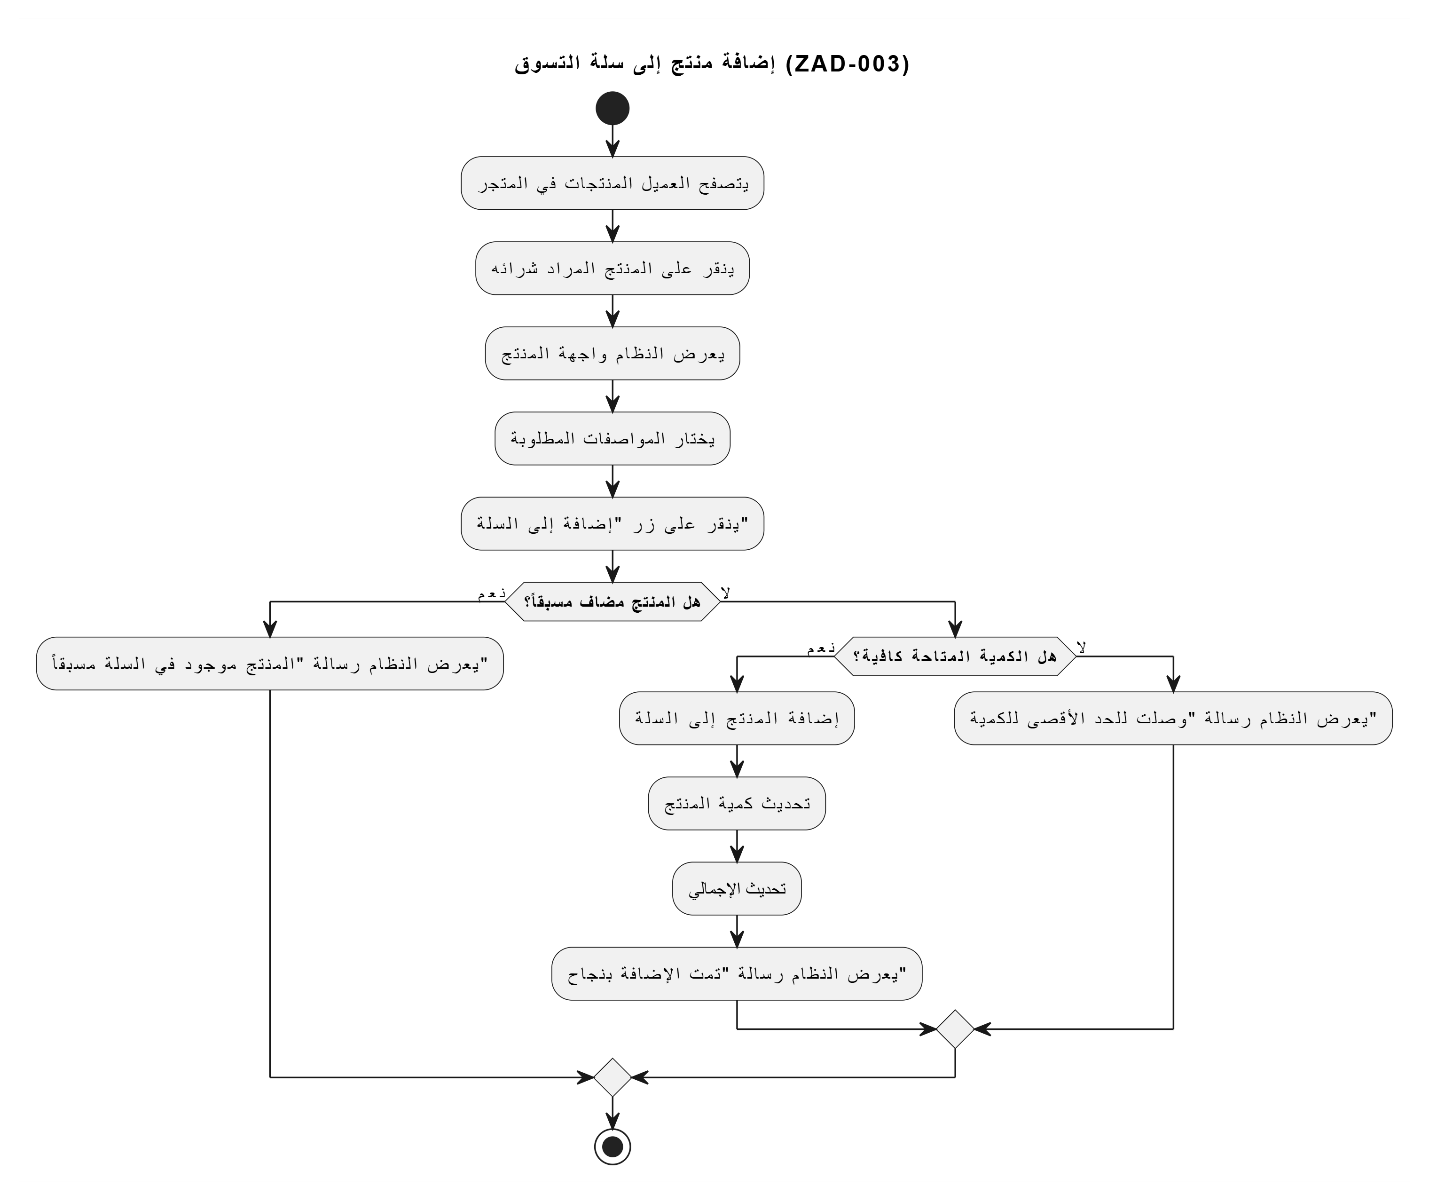 إضافة منتج إلى سلة التسوق (ZAD-003)
يتصفح العميل المنتجات في المتجر
ينقر على المنتج المراد شرائه
يعرض النظام واجهة المنتج
يختار المواصفات المطلوبة
ينقر على زر "إضافة إلى السلة"
هل المنتج مضاف مسبقاً؟
نعم
لا
يعرض النظام رسالة "المنتج موجود في السلة مسبقاً"
هل الكمية المتاحة كافية؟
نعم
لا
إضافة المنتج إلى السلة
يعرض النظام رسالة "وصلت للحد الأقصى للكمية"
تحديث كمية المنتج
تحديث الإجمالي
يعرض النظام رسالة "تمت الإضافة بنجاح"